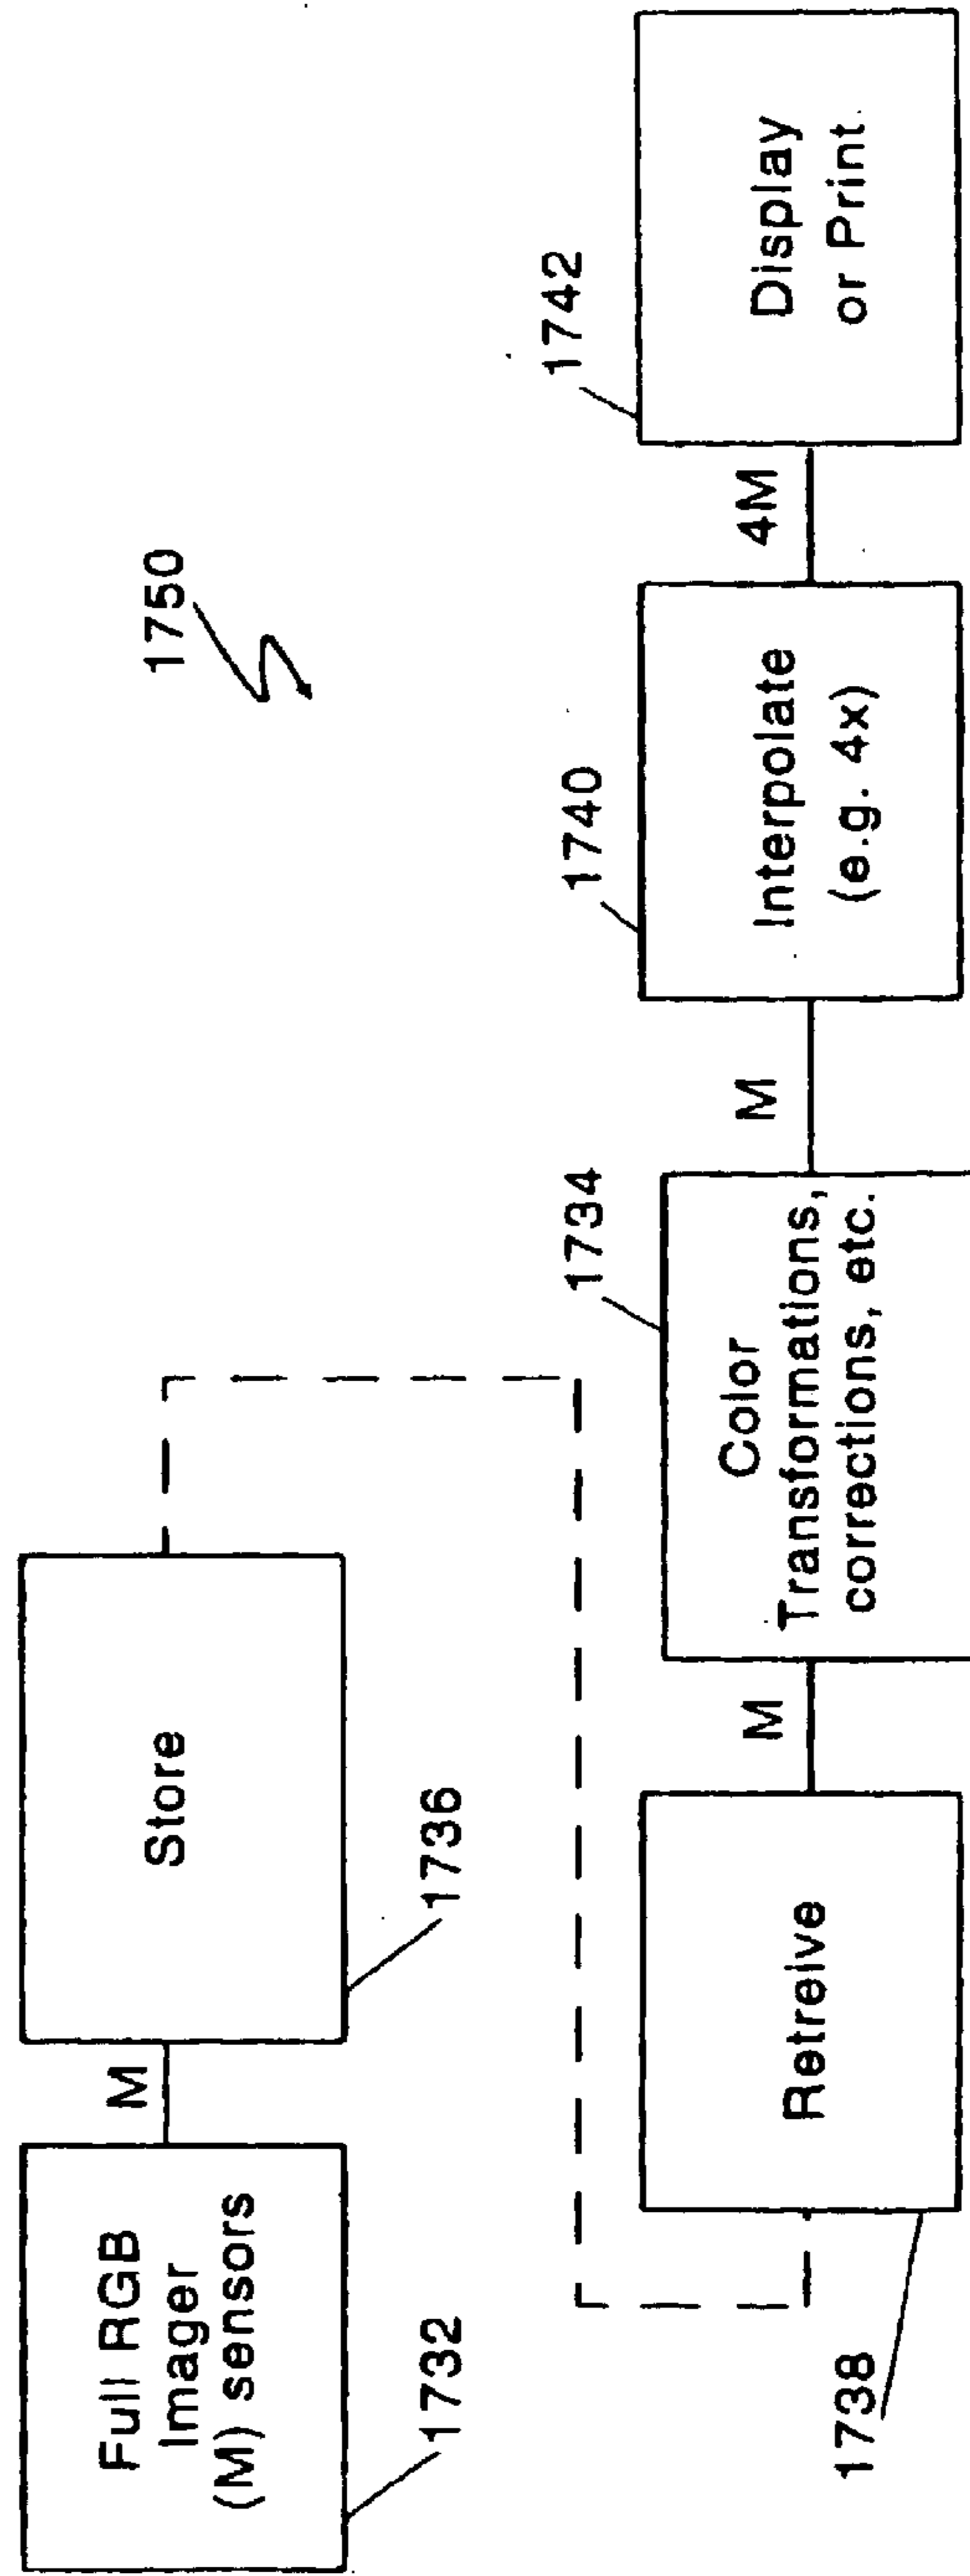 1750
Full RGB
Imager
(M) sensors
1732
M
Store
1736
Retreive
1738
M
Color
Transformations,
corrections, etc.
1734
M
Interpolate
(e.g. 4x)
1740
4M
Display
or Print
1742